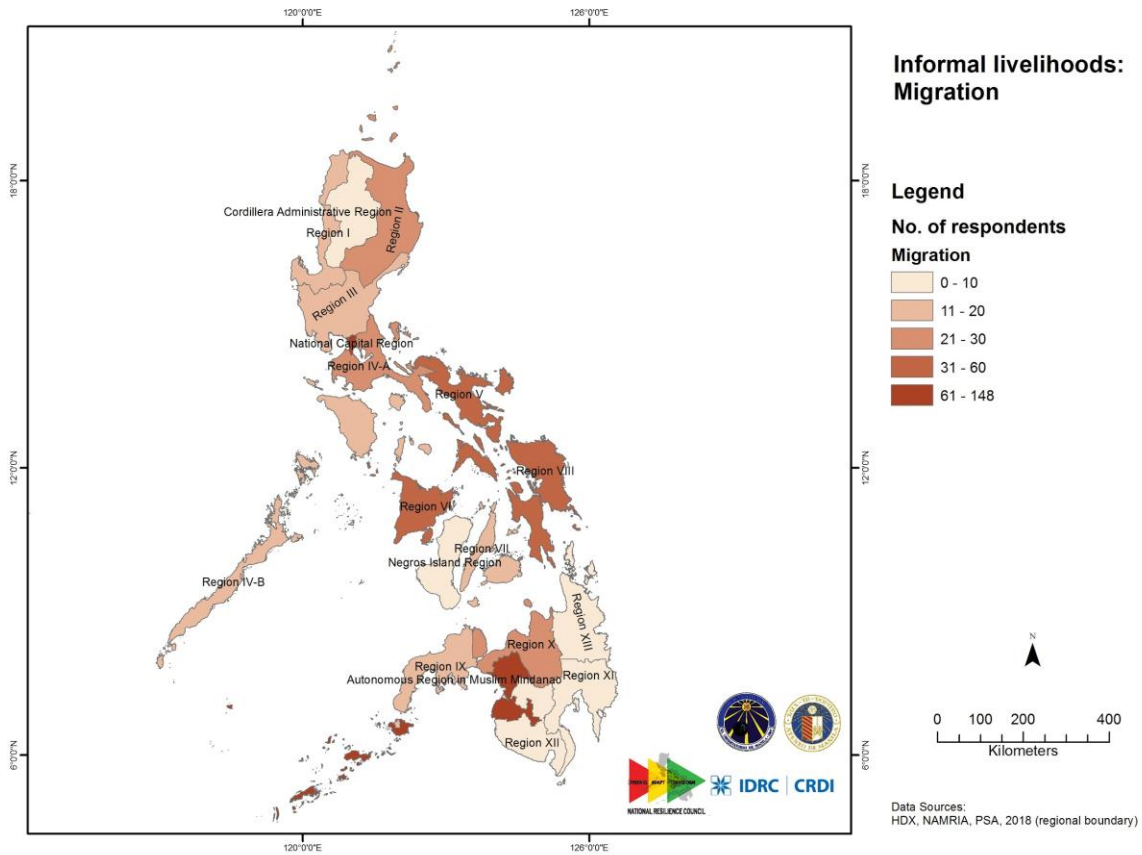 120°0'0"E
126°0'0"E
Informal livelihoods:
Migration
18°0'0"N
18°0'0"N
Legend
No. of respondents
Migration
0 - 10
11 - 20
21 - 30
31 - 60
61 - 148
Cordillera Administrative Region
Region II
Region I
Region III
National Capital Region
Region IV-A
Region V
12°0'0"N
12°0'0"N
Region VIII
Region VI
Region VII
Negros Island Region
Region IV-B
Region XIII
Region X
Region IX
Region XI
Autonomous Region in Muslim Mindanao
Region XII
N
0 100 200 400
Kilometers
6°0'0"N
6°0'0"N
ADAPT
NATIONAL RESILIENCE COUNCIL
IDRC | CRDI
Data Sources:
HDX, NAMRIA, PSA, 2018 (regional boundary)
120°0'0"E
126°0'0"E